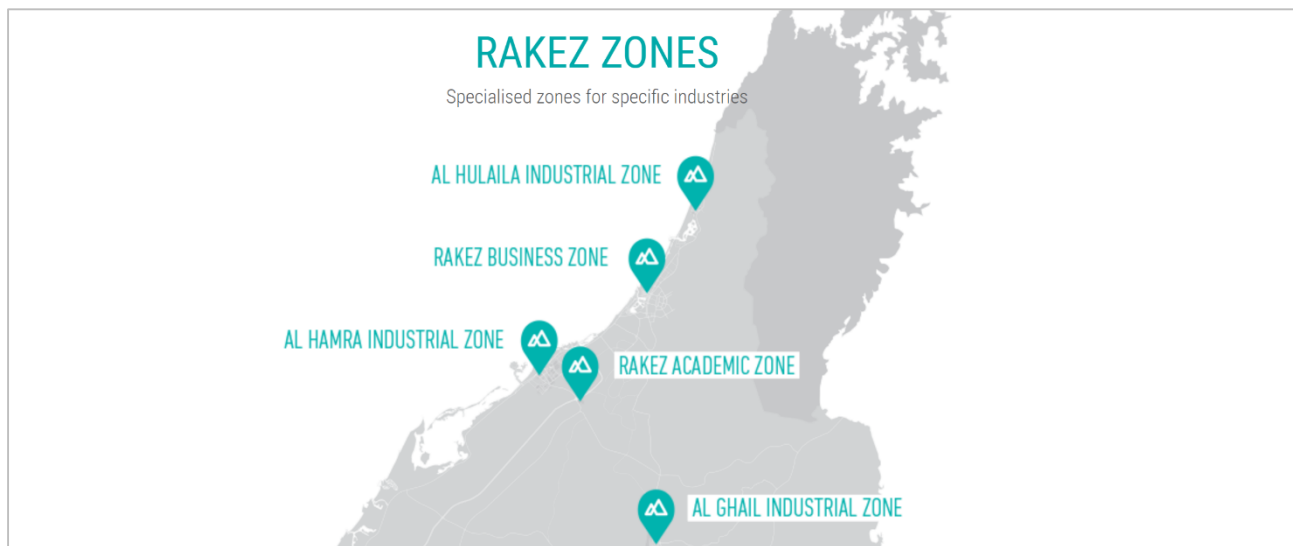 RAKEZ ZONES
Specialised zones for specific industries
AL HULAILA INDUSTRIAL ZONE
RAKEZ BUSINESS ZONE
AL HAMRA INDUSTRIAL ZONE
RAKEZ ACADEMIC ZONE
AL GHAIL INDUSTRIAL ZONE